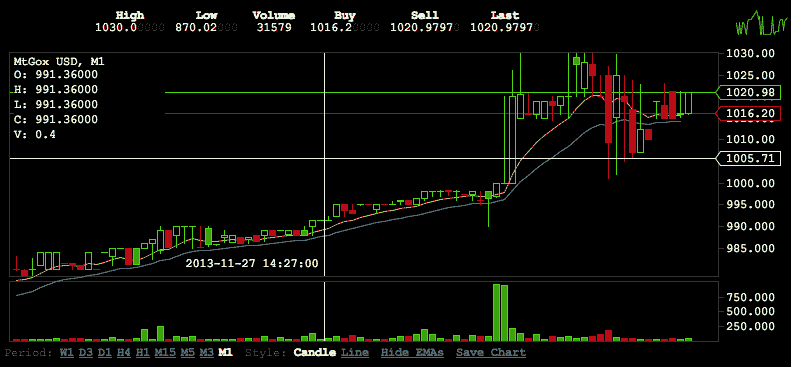 High Low Volume Buy Sell Last
1030.00000 870.02000 31579 1016.20000 1020.97970 1020.97970
MtGox USD, M1
O: 991.36000
H: 991.36000
L: 991.36000
C: 991.36000
V: 0.4
1030.00
1025.00
1020.98
1016.20
1010.00
1005.71
1000.00
995.000
990.000
985.000
2013-11-27 14:27:00
750.000
500.000
250.000
Period: W1 D3 D1 H4 H1 M15 M5 M3 M1 Style: Candle Line Hide EMAs Save Chart